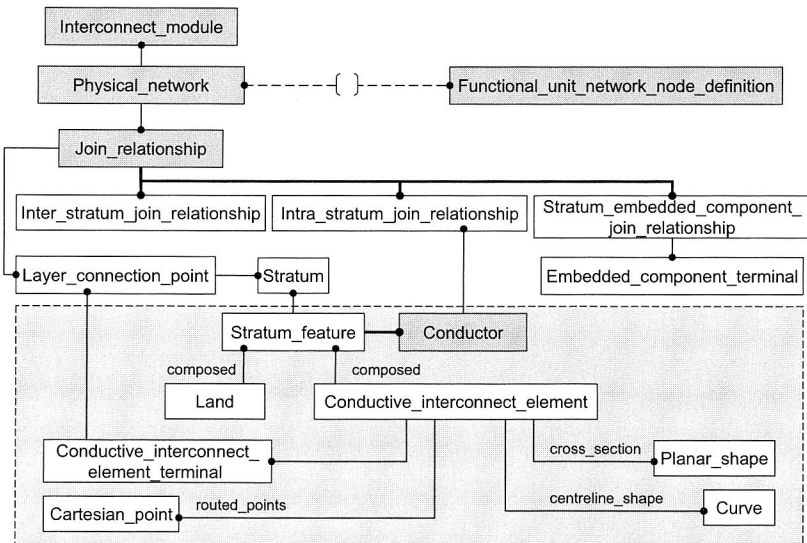 Interconnect_module
Physical_network
Functional_unit_network_node_definition
Join_relationship
Inter_stratum_join_relationship
Intra_stratum_join_relationship
Stratum_embedded_component_
join_relationship
Layer_connection_point
Stratum
Embedded_component_terminal
Stratum_feature
Conductor
composed
composed
Land
Conductive_interconnect_element
Conductive_interconnect_
element_terminal
cross_section
Planar_shape
Cartesian_point
routed_points
centreline_shape
Curve